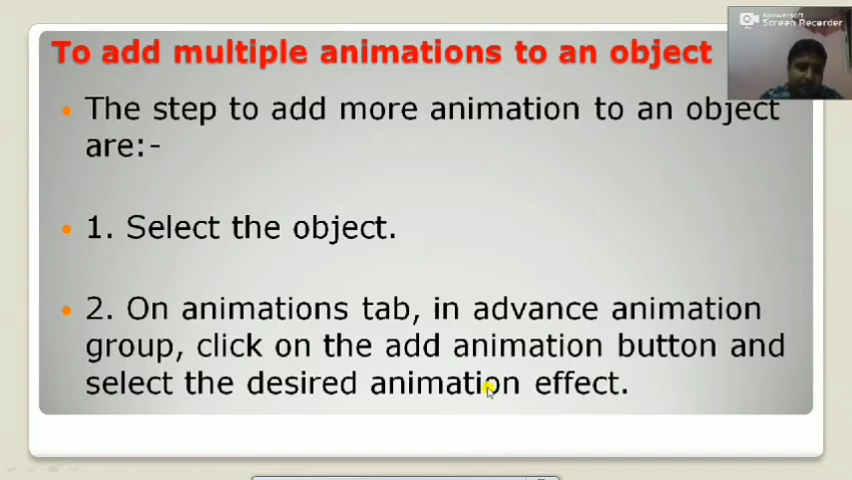 To add multiple animations to an object
Apowersoft
Screen Recorder
• The step to add more animation to an object
are:-
• 1. Select the object.
• 2. On animations tab, in advance animation
group, click on the add animation button and
select the desired animation effect.